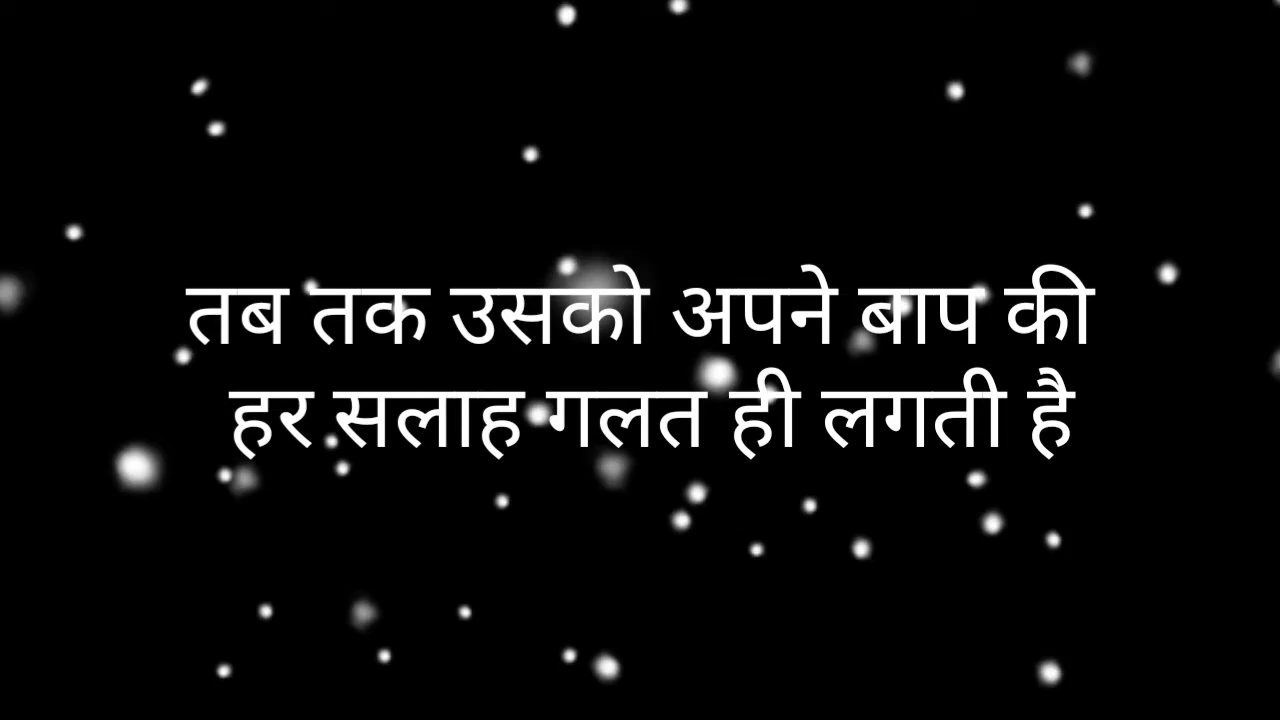 तब तक उसको अपने बाप की
हर सलाह गलत ही लगती है